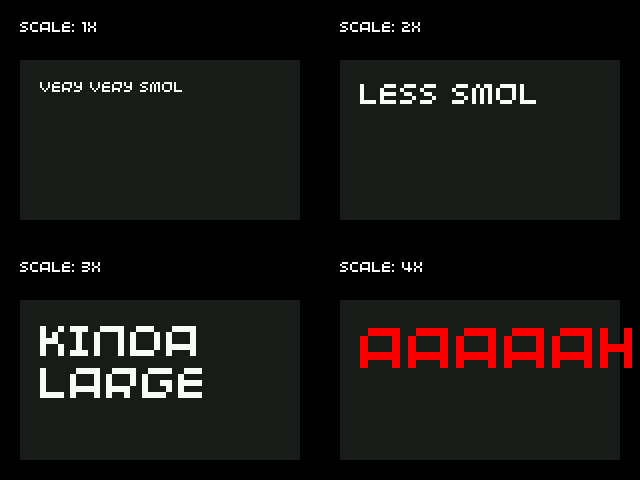 SCALE: 1X
VERY VERY SMOL
SCALE: 2X
LESS SMOL
SCALE: 3X
KINDA
LARGE
SCALE: 4X
AAAAAH